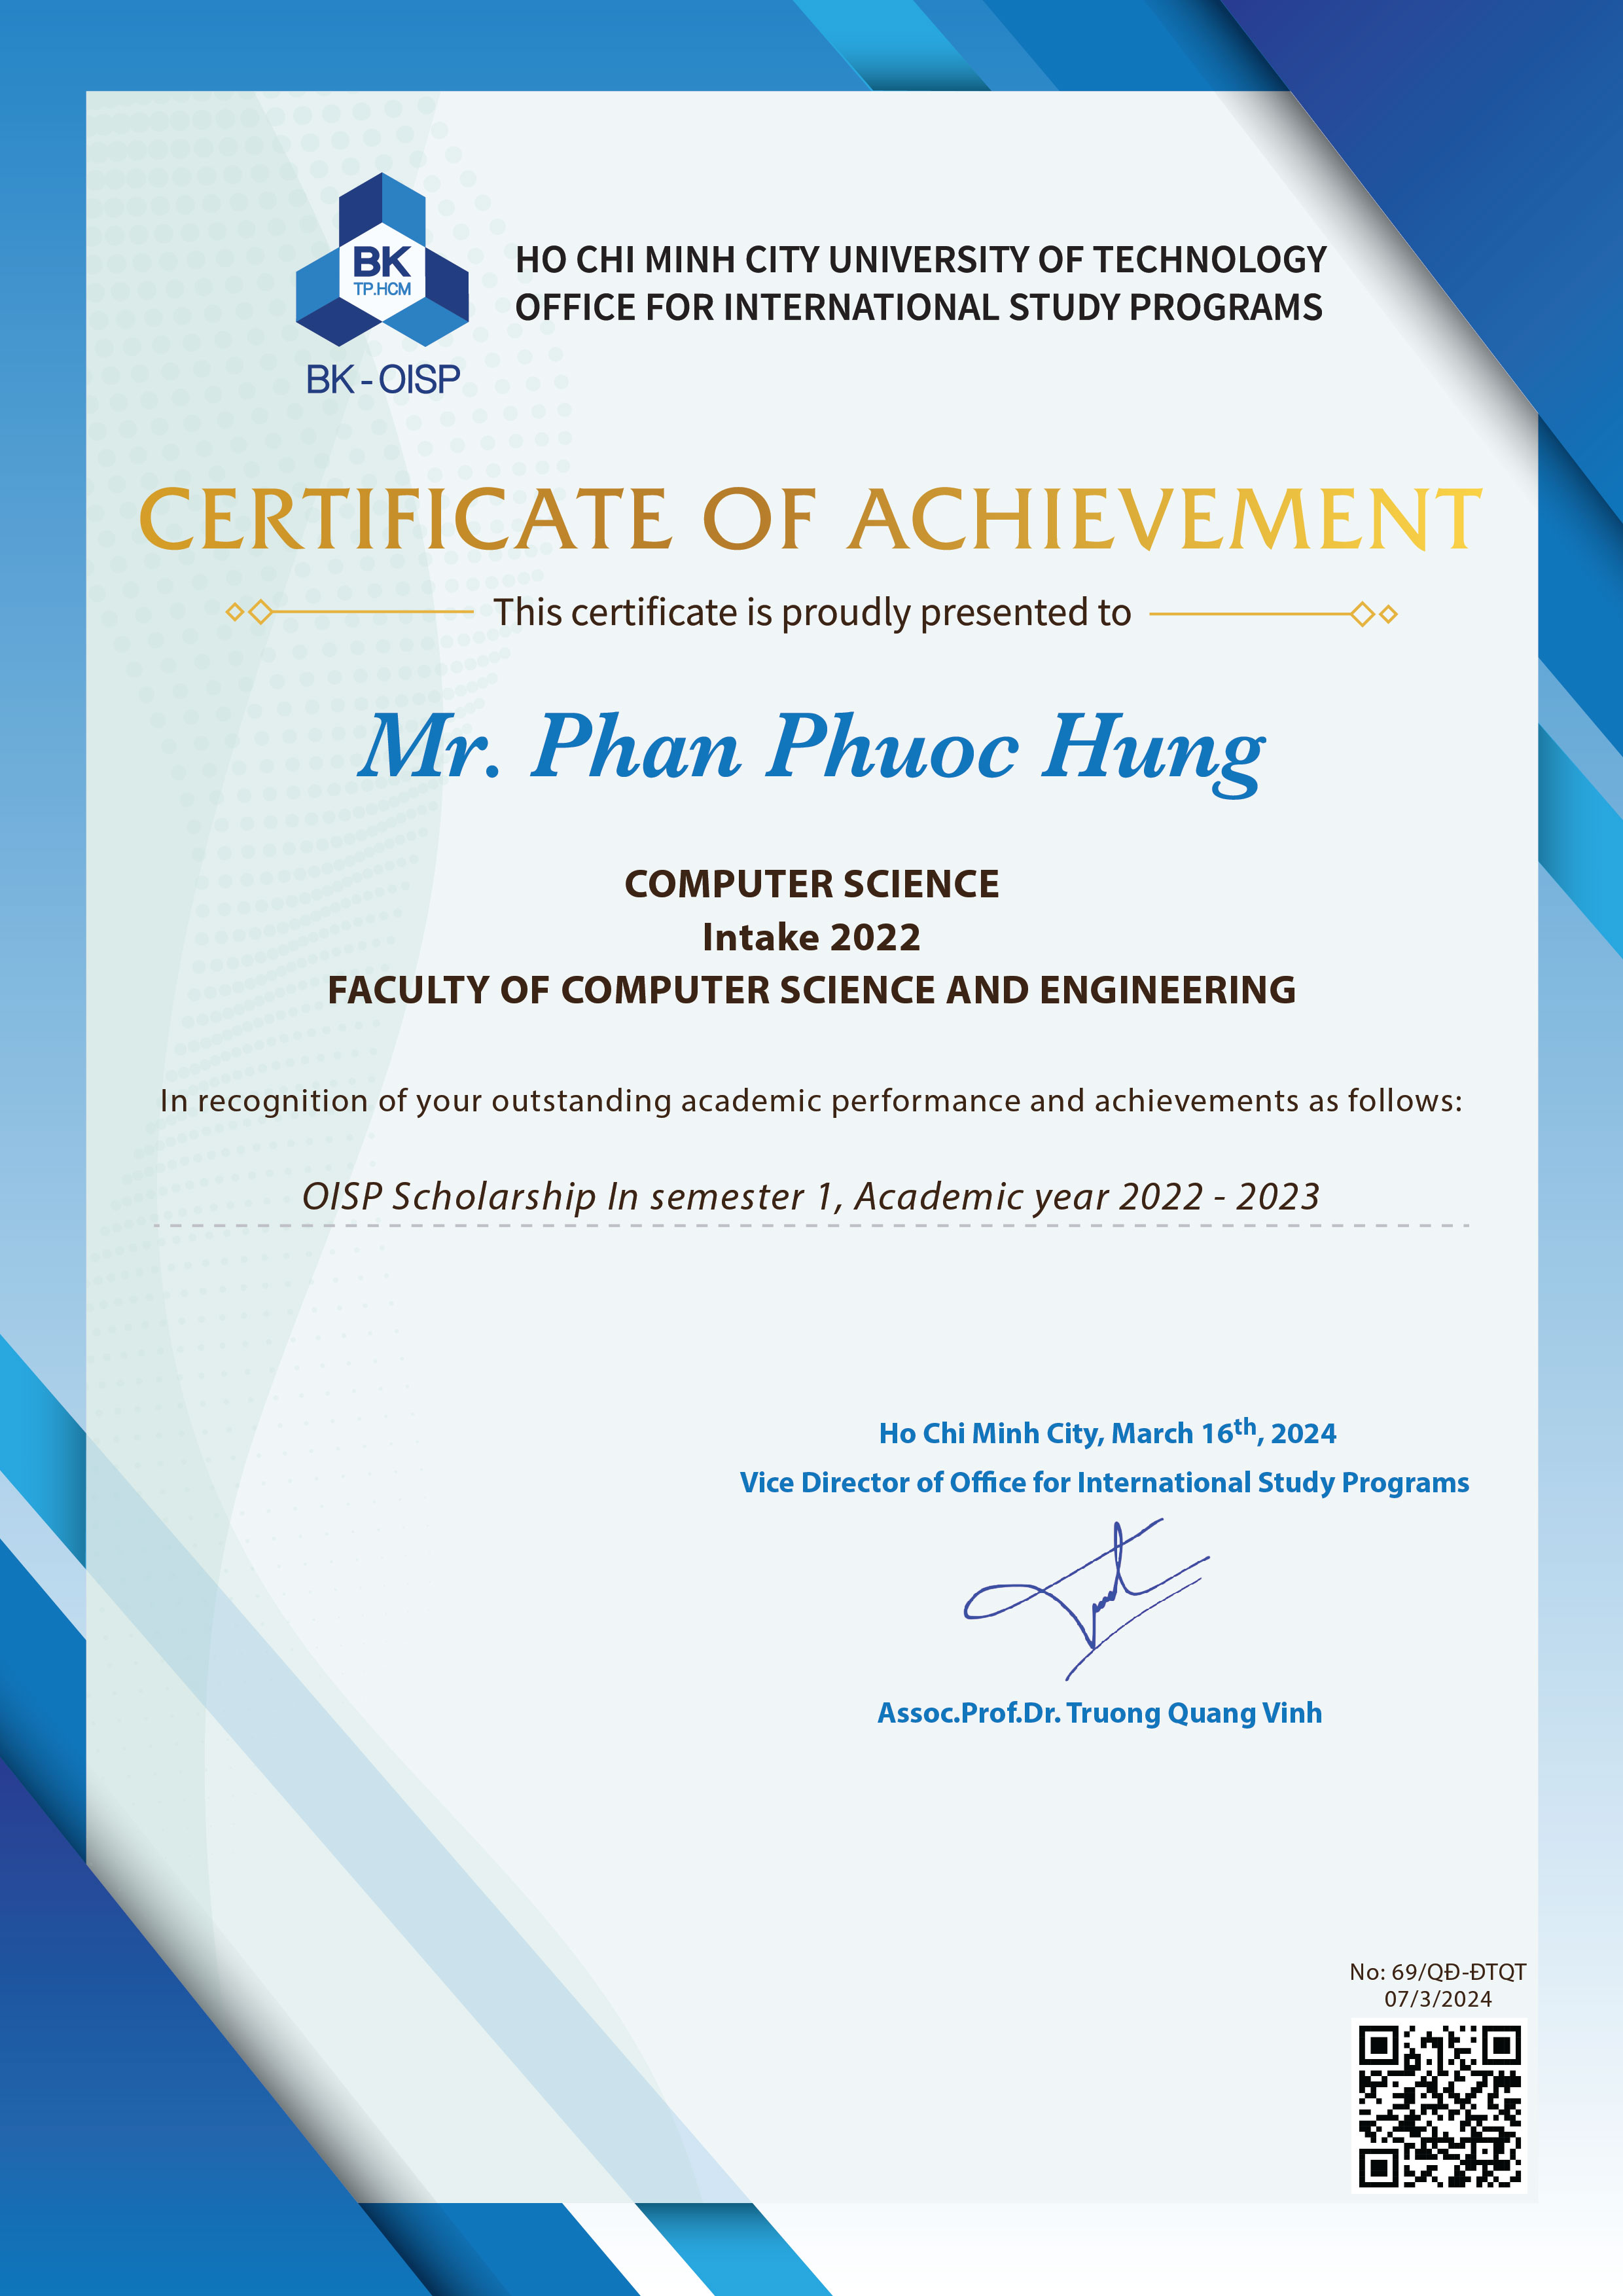 BK
TP.HCM
BK - OISP
HO CHI MINH CITY UNIVERSITY OF TECHNOLOGY
OFFICE FOR INTERNATIONAL STUDY PROGRAMS
CERTIFICATE OF ACHIEVEMENT
This certificate is proudly presented to
Mr. Phan Phuoc Hung
COMPUTER SCIENCE
Intake 2022
FACULTY OF COMPUTER SCIENCE AND ENGINEERING
In recognition of your outstanding academic performance and achievements as follows:
OISP Scholarship In semester 1, Academic year 2022 - 2023
Ho Chi Minh City, March 16th, 2024
Vice Director of Office for International Study Programs
Assoc.Prof.Dr. Truong Quang Vinh
No: 69/QĐ-ĐTQT
07/3/2024